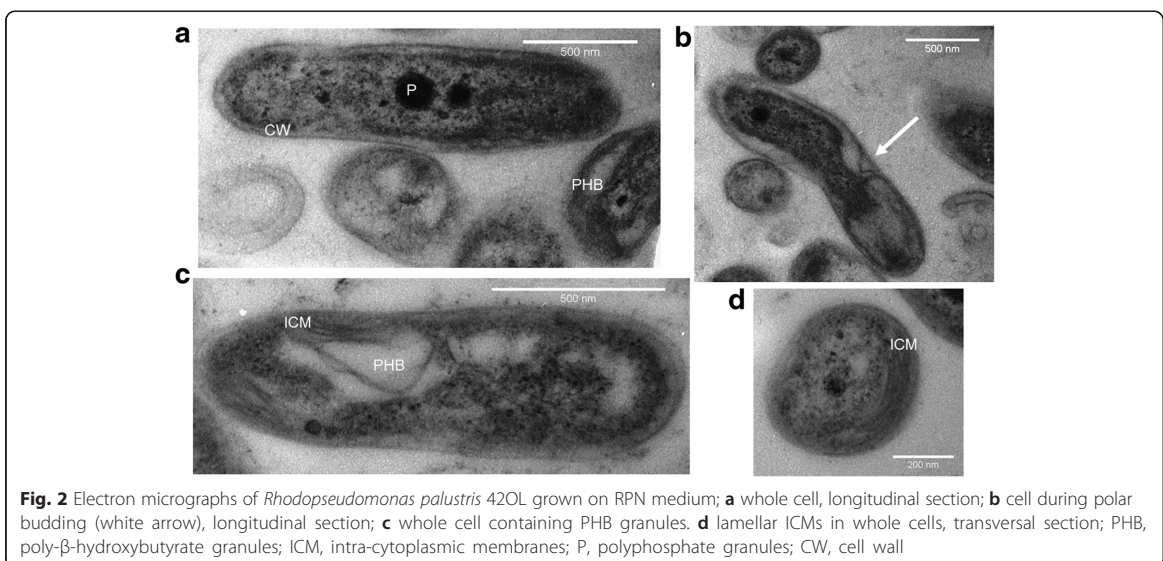 a
500 nm
P
CW
PHB
b
500 nm
c
500 nm
ICM
PHB
d
ICM
200 nm
Fig. 2 Electron micrographs of Rhodopseudomonas palustris 42OL grown on RPN medium; a whole cell, longitudinal section; b cell during polar
budding (white arrow), longitudinal section; c whole cell containing PHB granules. d lamellar ICMs in whole cells, transversal section; PHB,
poly-β-hydroxybutyrate granules; ICM, intra-cytoplasmic membranes; P, polyphosphate granules; CW, cell wall